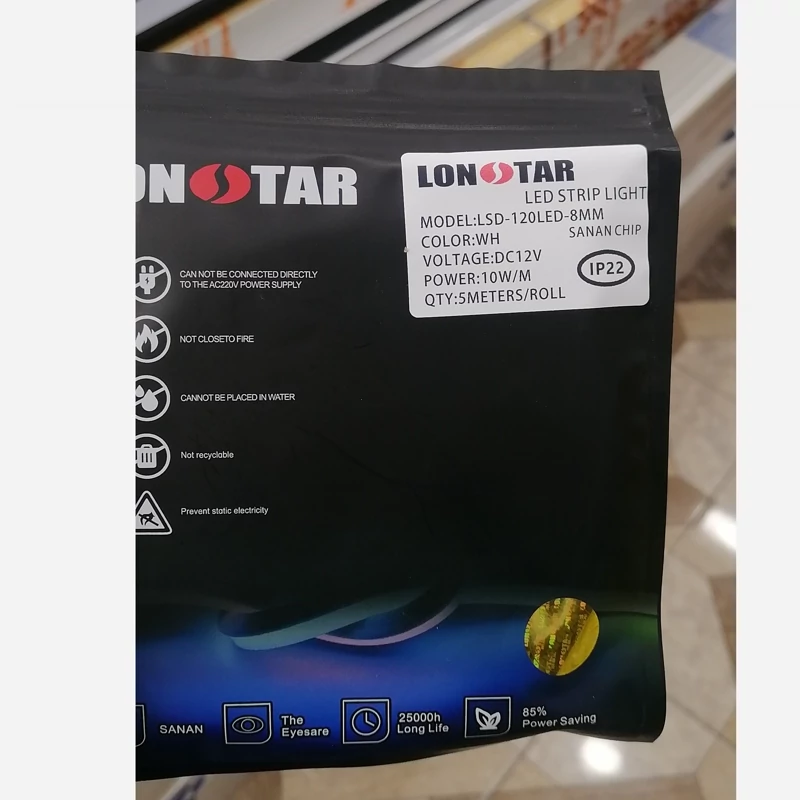 ON TAR
CAN NOT BE CONNECTED DIRECTLY
TO THE AC220V POWER SUPPLY
NOT CLOSETO FIRE
CANNOT BE PLACED IN WATER
Not recyclable
Prevent static electricity
LONSTAR
LED STRIP LIGHT
MODEL:LSD-120LED-8MM
COLOR:WH SANAN CHIP
VOLTAGE:DC12V
POWER:10W/M IP22
QTY:5METERS/ROLL
SANAN
The
Eyesare
25000h
Long Life
85%
Power Saving